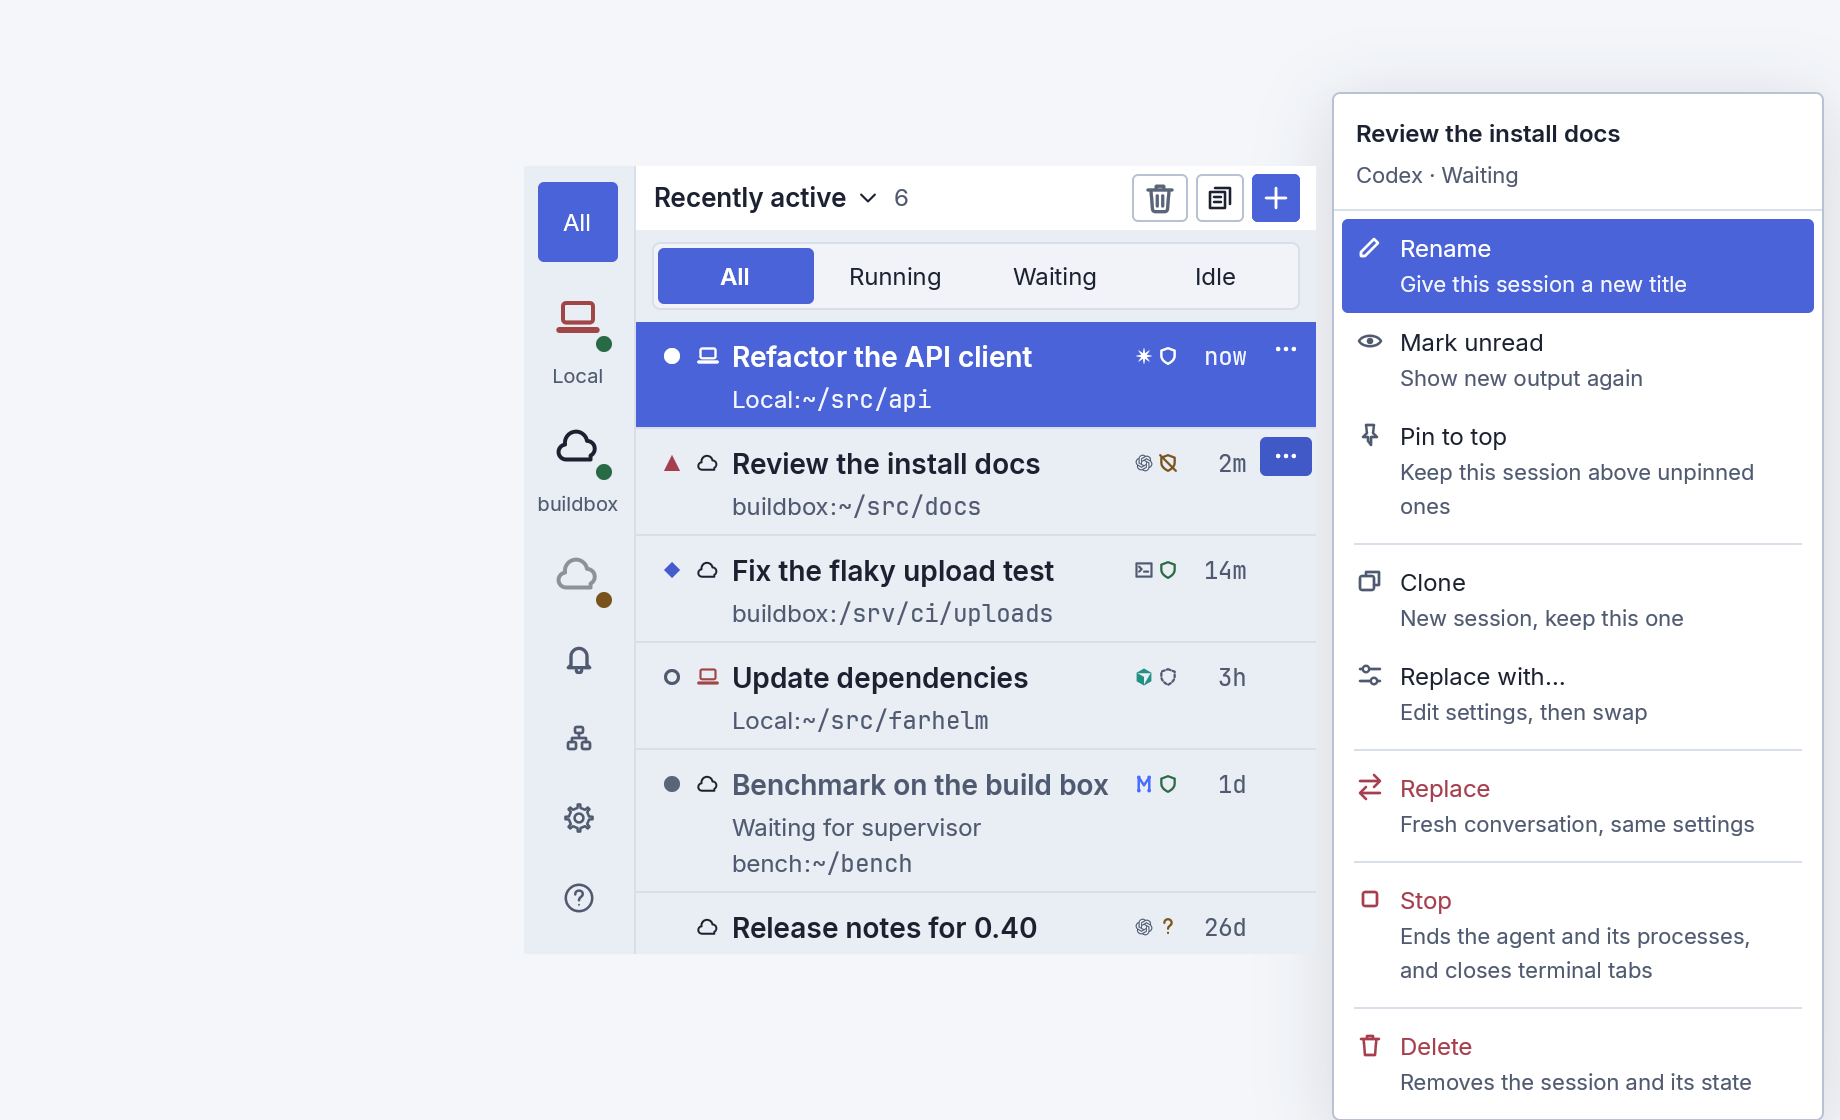 All
Local
buildbox
Recently active 6
All Running Waiting Idle
Refactor the API client now
Local:~/src/api
Review the install docs 2m
buildbox:~/src/docs
Fix the flaky upload test 14m
buildbox:/srv/ci/uploads
Update dependencies 3h
Local:~/src/farhelm
Benchmark on the build box 1d
Waiting for supervisor
bench:~/bench
Release notes for 0.40 ? 26d
Review the install docs
Codex · Waiting
Rename
Give this session a new title
Mark unread
Show new output again
Pin to top
Keep this session above unpinned
ones
Clone
New session, keep this one
Replace with...
Edit settings, then swap
Replace
Fresh conversation, same settings
Stop
Ends the agent and its processes,
and closes terminal tabs
Delete
Removes the session and its state